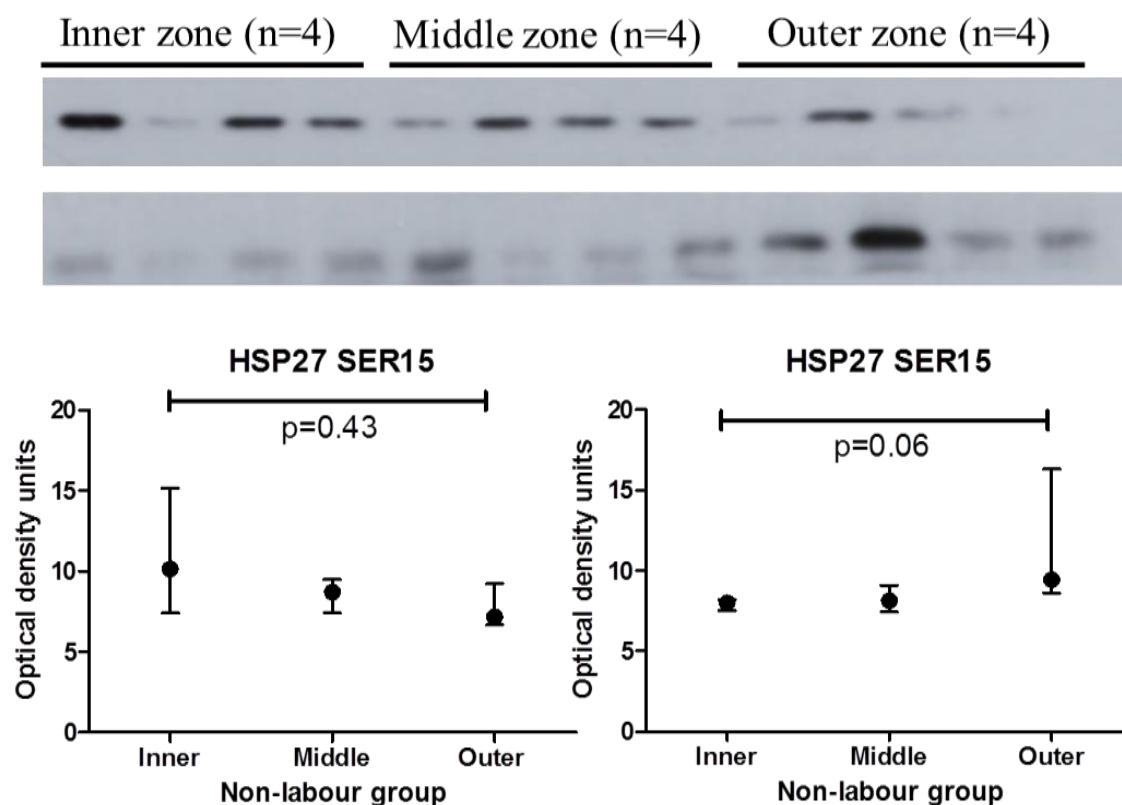 Inner zone (n=4) Middle zone (n=4) Outer zone (n=4)
HSP27 SER15
p=0.43
20
15
10
5
0
Optical density units
Inner Middle Outer
Non-labour group
HSP27 SER15
p=0.06
20
15
10
5
0
Optical density units
Inner Middle Outer
Non-labour group